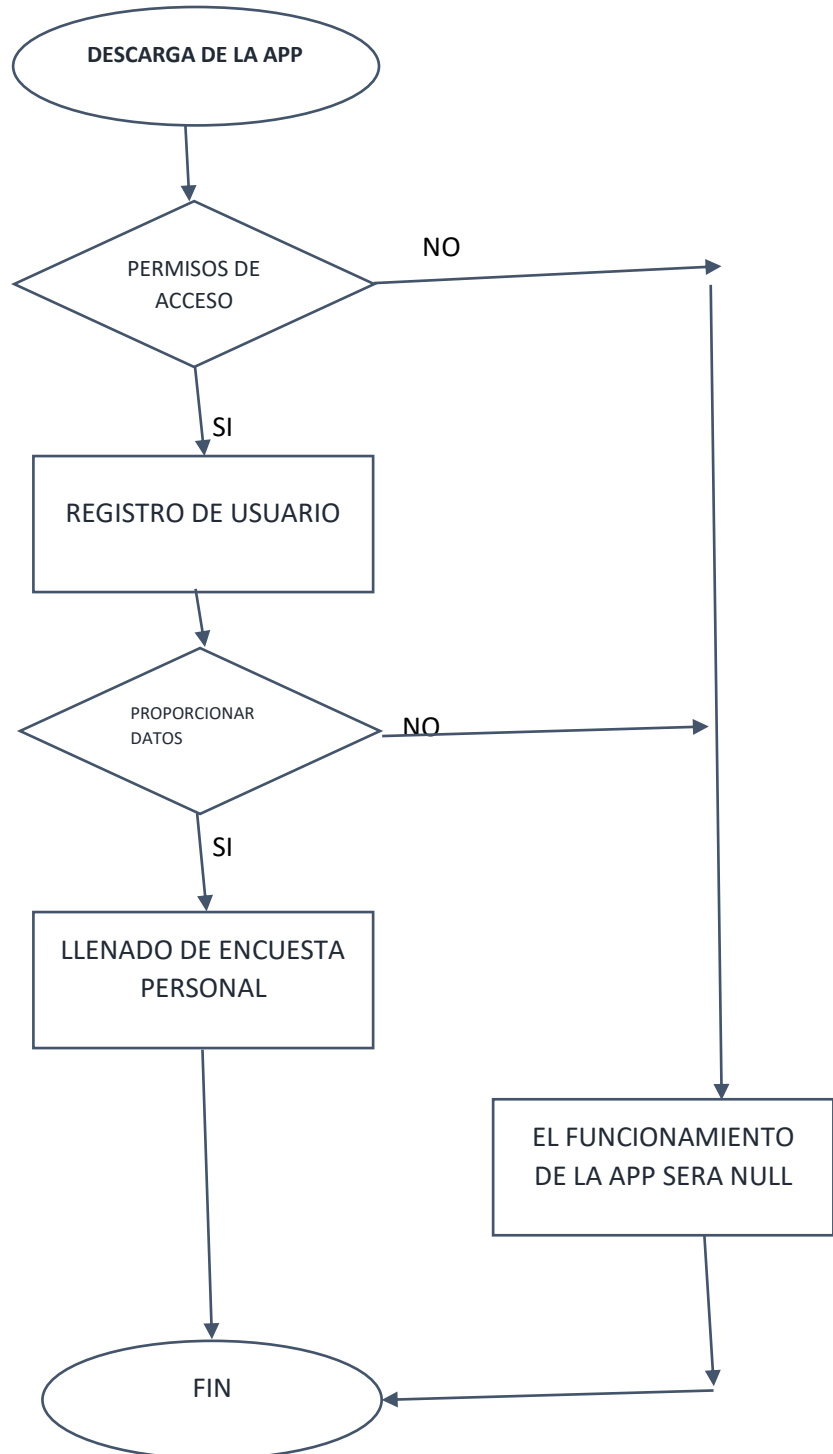 DESCARGA DE LA APP
PERMISOS DE
ACCESO
NO
SI
REGISTRO DE USUARIO
PROPORCIONAR
DATOS
NO
SI
LLENADO DE ENCUESTA
PERSONAL
EL FUNCIONAMIENTO
DE LA APP SERA NULL
FIN